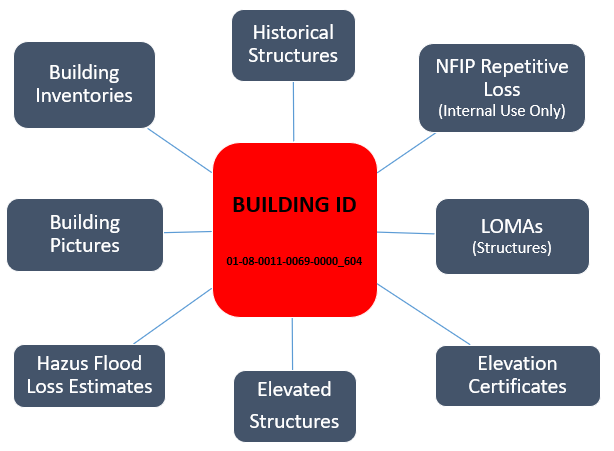 Historical
Structures
Building
Inventories
NFIP Repetitive
Loss
(Internal Use Only)
BUILDING ID
01-08-0011-0069-0000_604
Building
Pictures
LOMAs
(Structures)
Hazus Flood
Loss Estimates
Elevated
Structures
Elevation
Certificates